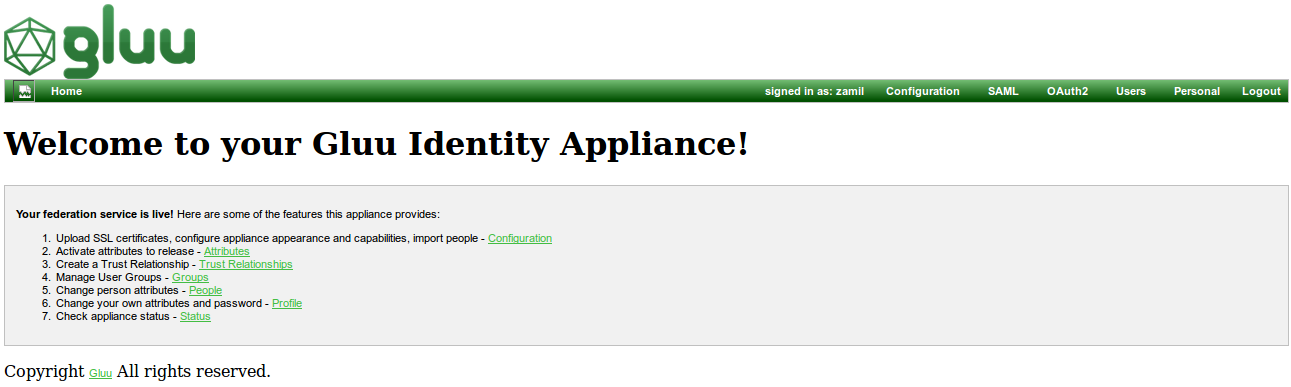 gluu
Home signed in as: zamil Configuration SAML OAuth2 Users Personal Logout
Welcome to your Gluu Identity Appliance!
Your federation service is live! Here are some of the features this appliance provides:
1. Upload SSL certificates, configure appliance appearance and capabilities, import people - Configuration
2. Activate attributes to release - Attributes
3. Create a Trust Relationship - Trust Relationships
4. Manage User Groups - Groups
5. Change person attributes - People
6. Change your own attributes and password - Profile
7. Check appliance status - Status
Copyright Gluu All rights reserved.